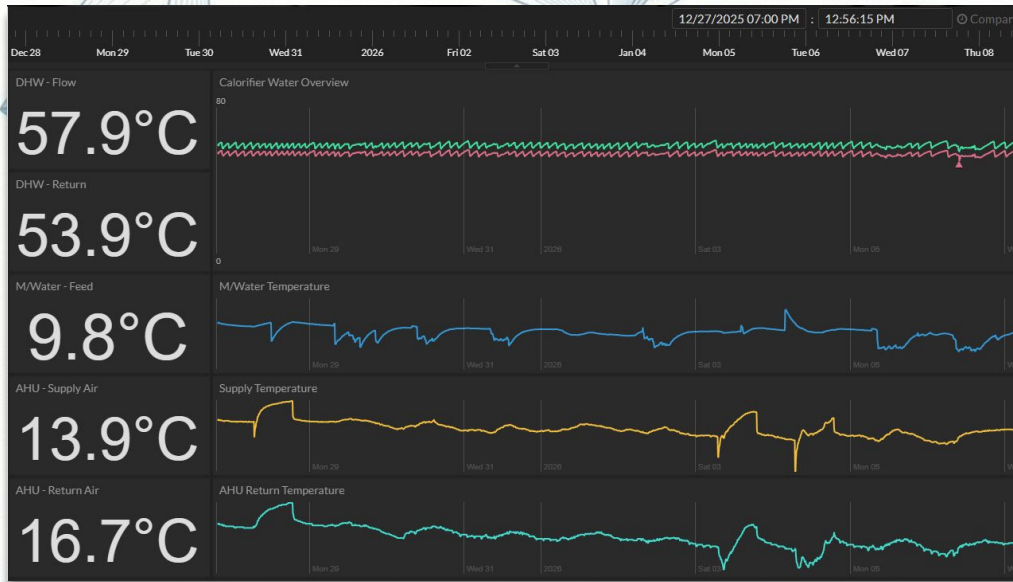 12/27/2025 07:00 PM : 12:56:15 PM Compar
Dec 28 Mon 29 Tue 30 Wed 31 2026 Fri 02 Sat 03 Jan 04 Mon 05 Tue 06 Wed 07 Thu 08
DHW - Flow
57.9°C
Calorifier Water Overview
80
DHW - Return
53.9°C
Mon 29 Wed 31 2026 Sat 03 Mon 05 W
0
M/Water - Feed
9.8°C
M/Water Temperature
Mon 29 Wed 31 2026 Sat 03 Mon 05 W
AHU - Supply Air
13.9°C
Supply Temperature
Mon 29 Wed 31 2026 Sat 03 Mon 05 W
AHU - Return Air
16.7°C
AHU Return Temperature
Mon 29 Wed 31 2026 Sat 03 Mon 05 W